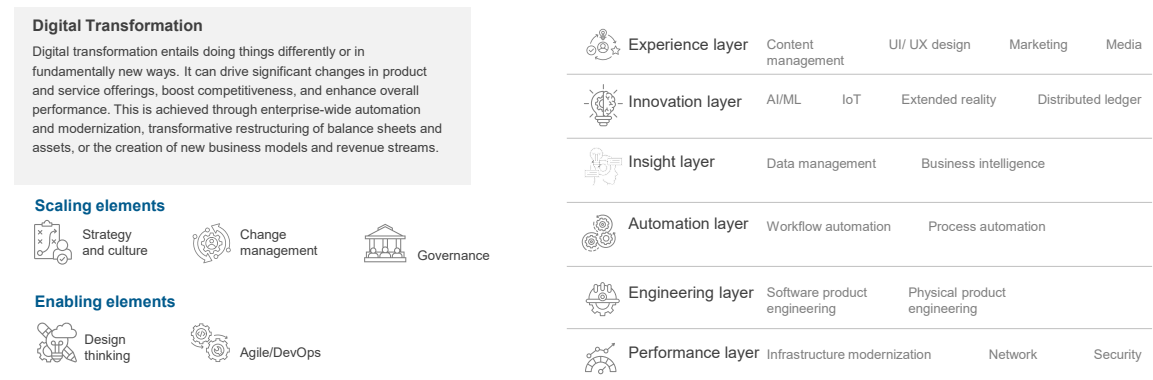 Digital Transformation
Digital transformation entails doing things differently or in
fundamentally new ways. It can drive significant changes in product
and service offerings, boost competitiveness, and enhance overall
performance. This is achieved through enterprise-wide automation
and modernization, transformative restructuring of balance sheets and
assets, or the creation of new business models and revenue streams.
Scaling elements
Strategy
and culture
Change
management
Governance
Enabling elements
Design
thinking
Agile/DevOps
Experience layer
Content
management
UI/ UX design
Marketing
Media
Innovation layer
AI/ML
IoT
Extended reality
Distributed ledger
Insight layer
Data management
Business intelligence
Automation layer
Workflow automation
Process automation
Engineering layer
Software product
engineering
Physical product
engineering
Performance layer
Infrastructure modernization
Network
Security